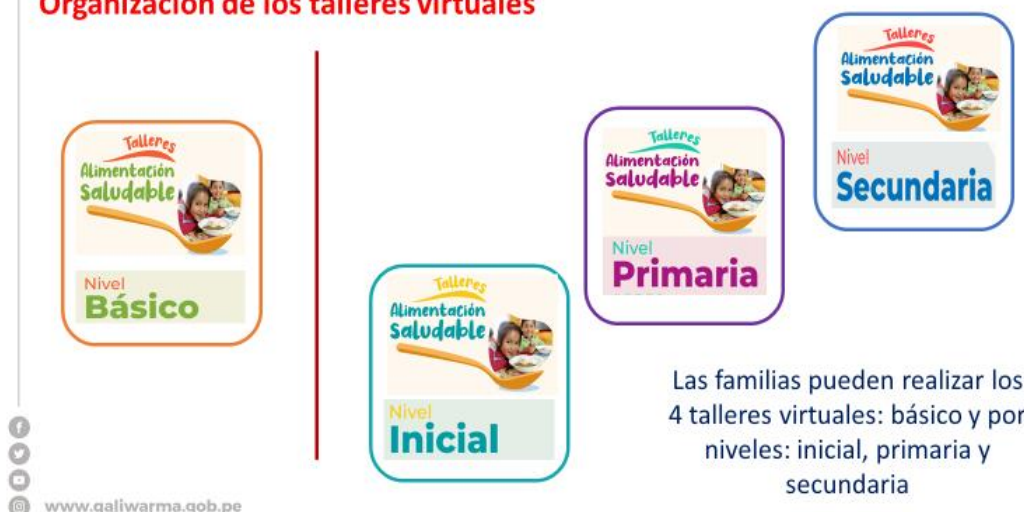 Organización de los talleres virtuales
Talleres
Alimentación
Saludable
Nivel
Básico
Talleres
Alimentación
Saludable
Nivel
Inicial
Talleres
Alimentación
Saludable
Nivel
Primaria
Talleres
Alimentación
Saludable
Nivel
Secundaria
Las familias pueden realizar los
4 talleres virtuales: básico y por
niveles: inicial, primaria y
secundaria
www.qaliwarma.gob.pe